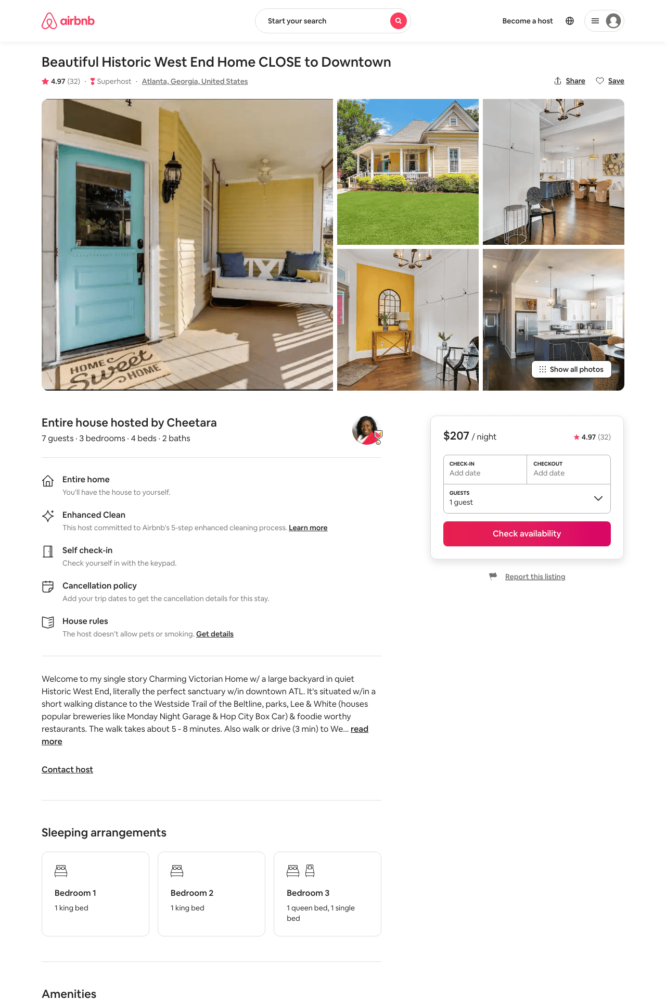 airbnb
Start your search
Become a host
Beautiful Historic West End Home CLOSE to Downtown
4.97 (32) · Superhost · Atlanta, Georgia, United States
Share
Save
4
HOME
Sweet
HOME
Show all photos
Entire house hosted by Cheetara
7 guests · 3 bedrooms · 4 beds · 2 baths
Entire home
You'll have the house to yourself.
Enhanced Clean
This host committed to Airbnb's 5-step enhanced cleaning process. Learn more
Self check-in
Check yourself in with the keypad.
Cancellation policy
Add your trip dates to get the cancellation details for this stay.
House rules
The host doesn't allow pets or smoking. Get details
$207 / night
4.97 (32)
CHECK-IN
Add date
CHECKOUT
Add date
GUESTS
1 guest
Check availability
Report this listing
Welcome to my single story Charming Victorian Home w/ a large backyard in quiet
Historic West End, literally the perfect sanctuary w/in downtown ATL. It's situated w/in a
short walking distance to the Westside Trail of the Beltline, parks, Lee & White (houses
popular breweries like Monday Night Garage & Hop City Box Car) & foodie worthy
restaurants. The walk takes about 5 - 8 minutes. Also walk or drive (3 min) to We... read
more
Contact host
Sleeping arrangements
Bedroom 1
1 king bed
Bedroom 2
1 king bed
Bedroom 3
1 queen bed, 1 single
bed
Amenities